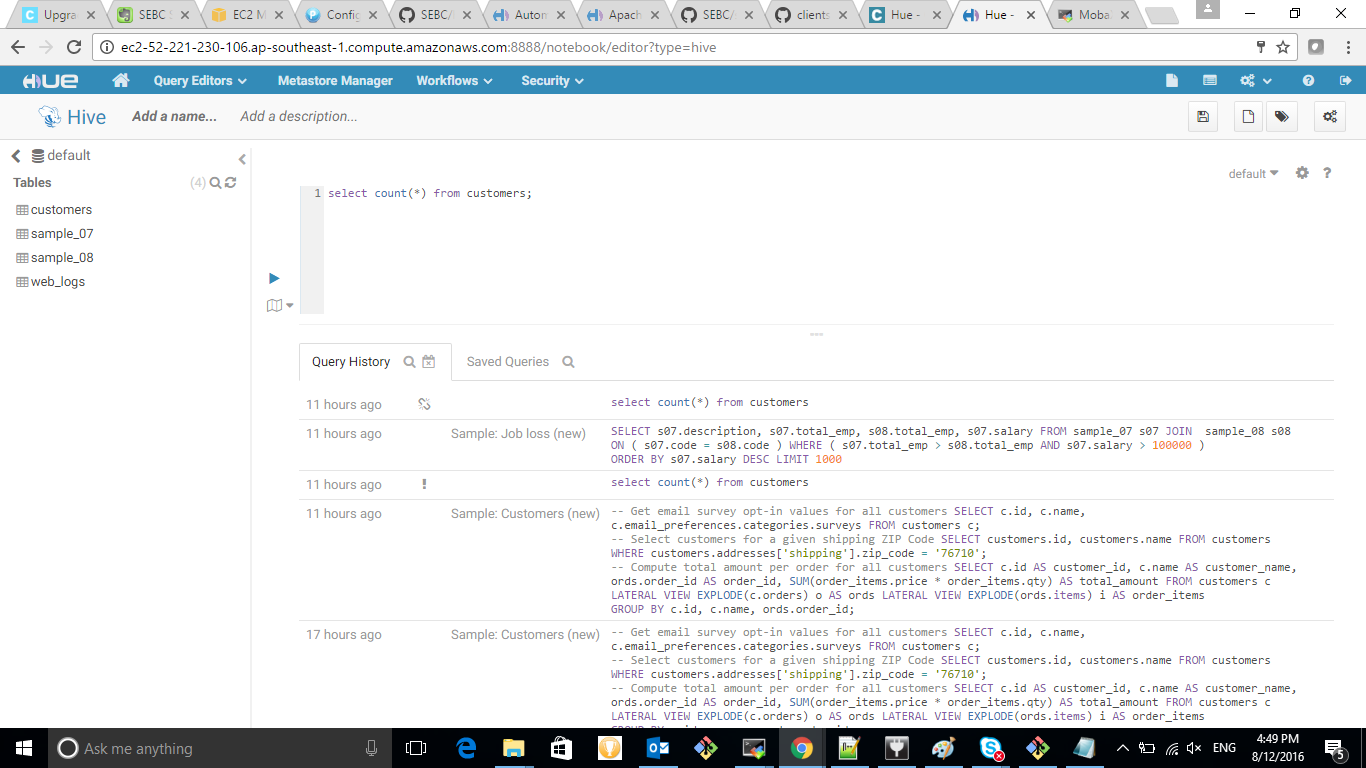 Upgra
SEBC S
EC2 M
Config
SEBC/
Auton
Apach
SEBC/
clients
Hue -
Hue -
Moba
ec2-52-221-230-106.ap-southeast-1.compute.amazonaws.com:8888/notebook/editor?type=hive
HUE
Query Editors
Metastore Manager
Workflows
Security
Hive
Add a name...
Add a description...
default
Tables
(4)
customers
sample_07
sample_08
web_logs
default
1 select count(*) from customers;
Query History
Saved Queries
11 hours ago select count(*) from customers
11 hours ago Sample: Job loss (new) SELECT s07.description, s07.total_emp, s08.total_emp, s07.salary FROM sample_07 s07 JOIN sample_08 s08
ON ( s07.code = s08.code ) WHERE ( s07.total_emp > s08.total_emp AND s07.salary > 100000 )
ORDER BY s07.salary DESC LIMIT 1000
11 hours ago ! select count(*) from customers
11 hours ago Sample: Customers (new) -- Get email survey opt-in values for all customers SELECT c.id, c.name,
c.email_preferences.categories.surveys FROM customers c;
-- Select customers for a given shipping ZIP Code SELECT customers.id, customers.name FROM customers
WHERE customers.addresses['shipping'].zip_code = '76710';
-- Compute total amount per order for all customers SELECT c.id AS customer_id, c.name AS customer_name,
ords.order_id AS order_id, SUM(order_items.price * order_items.qty) AS total_amount FROM customers c
LATERAL VIEW EXPLODE(c.orders) o AS ords LATERAL VIEW EXPLODE(ords.items) i AS order_items
GROUP BY c.id, c.name, ords.order_id;
17 hours ago Sample: Customers (new) -- Get email survey opt-in values for all customers SELECT c.id, c.name,
c.email_preferences.categories.surveys FROM customers c;
-- Select customers for a given shipping ZIP Code SELECT customers.id, customers.name FROM customers
WHERE customers.addresses['shipping'].zip_code = '76710';
-- Compute total amount per order for all customers SELECT c.id AS customer_id, c.name AS customer_name,
ords.order_id AS order_id, SUM(order_items.price * order_items.qty) AS total_amount FROM customers c
LATERAL VIEW EXPLODE(c.orders) o AS ords LATERAL VIEW EXPLODE(ords.items) i AS order_items
Ask me anything
ENG
4:49 PM
8/12/2016
5